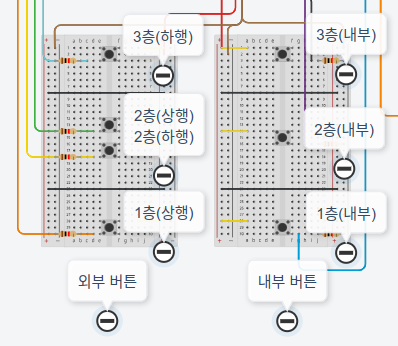 3층(하행)
3층(내부)
2층(상행)
2층(하행)
2층(내부)
1층(상행)
1층(내부)
외부 버튼
내부 버튼